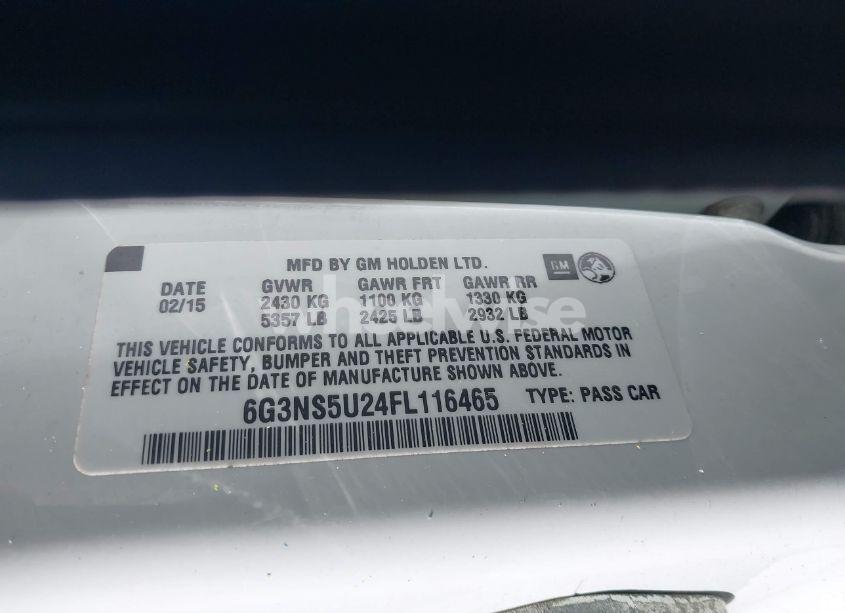 MFD BY GM HOLDEN LTD.
GM
DATE GVWR GAWR FRT GAWR RR
02/15 2430 KG 1100 KG 1330 KG
5357 LB 2425 LB 2932 LB
THIS VEHICLE CONFORMS TO ALL APPLICABLE U.S. FEDERAL MOTOR
VEHICLE SAFETY, BUMPER AND THEFT PREVENTION STANDARDS IN
EFFECT ON THE DATE OF MANUFACTURE SHOWN ABOVE.
6G3NS5U24FL116465 TYPE: PASS CAR